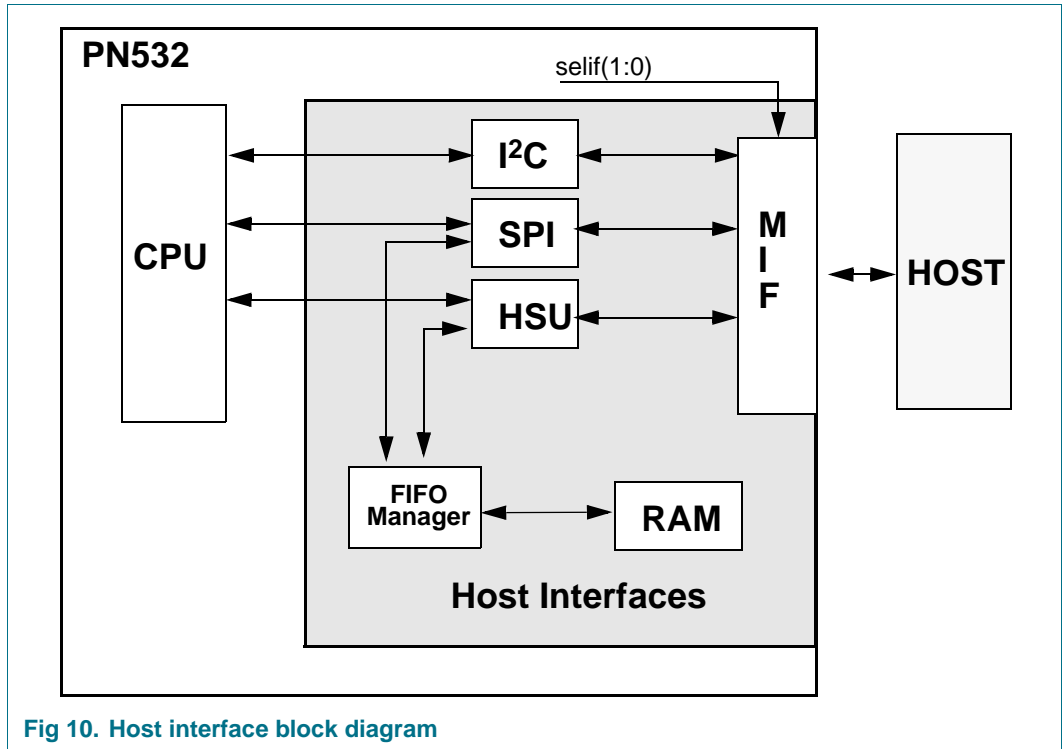 PN532
selif(1:0)
CPU
I²C
SPI
HSU
M
I
F
HOST
FIFO
Manager
RAM
Host Interfaces
Fig 10. Host interface block diagram